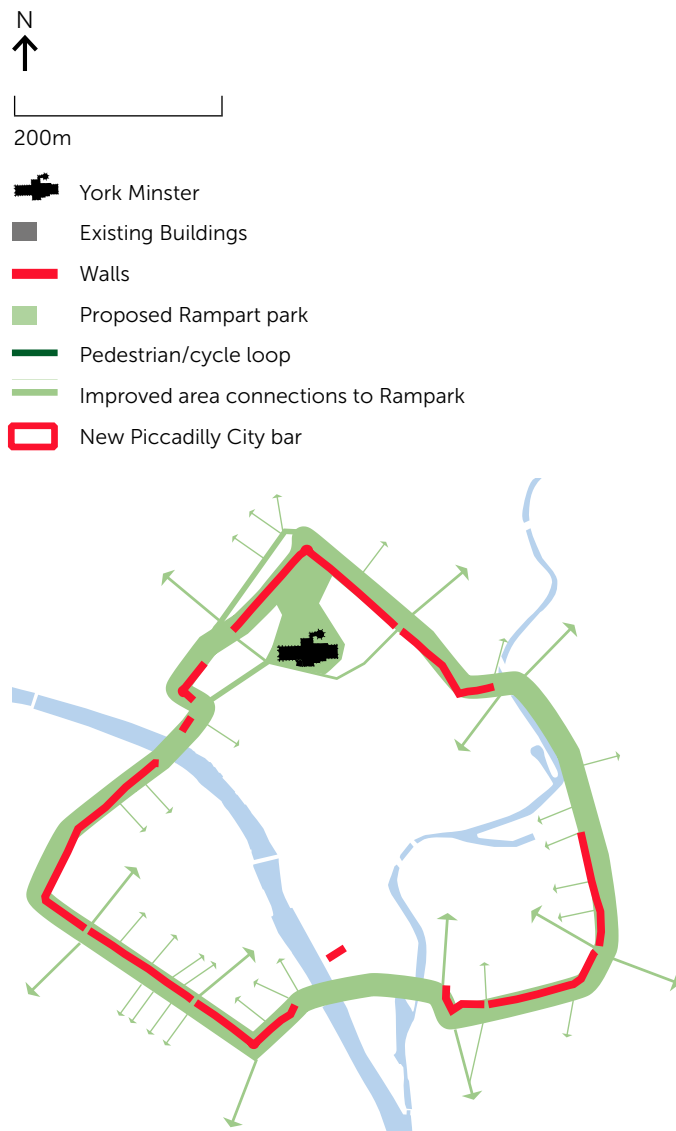 N
200m
York Minster
Existing Buildings
Walls
Proposed Rampart park
Pedestrian/cycle loop
Improved area connections to Rampark
New Piccadilly City bar